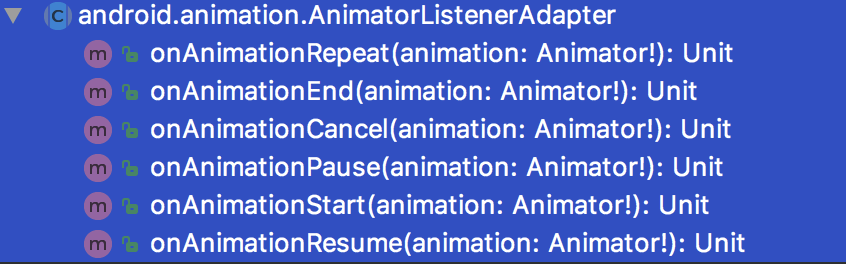 C android.animation.AnimatorListenerAdapter
m onAnimationRepeat(animation: Animator!): Unit
m onAnimationEnd(animation: Animator!): Unit
m onAnimationCancel(animation: Animator!): Unit
m onAnimationPause(animation: Animator!): Unit
m onAnimationStart(animation: Animator!): Unit
m onAnimationResume(animation: Animator!): Unit